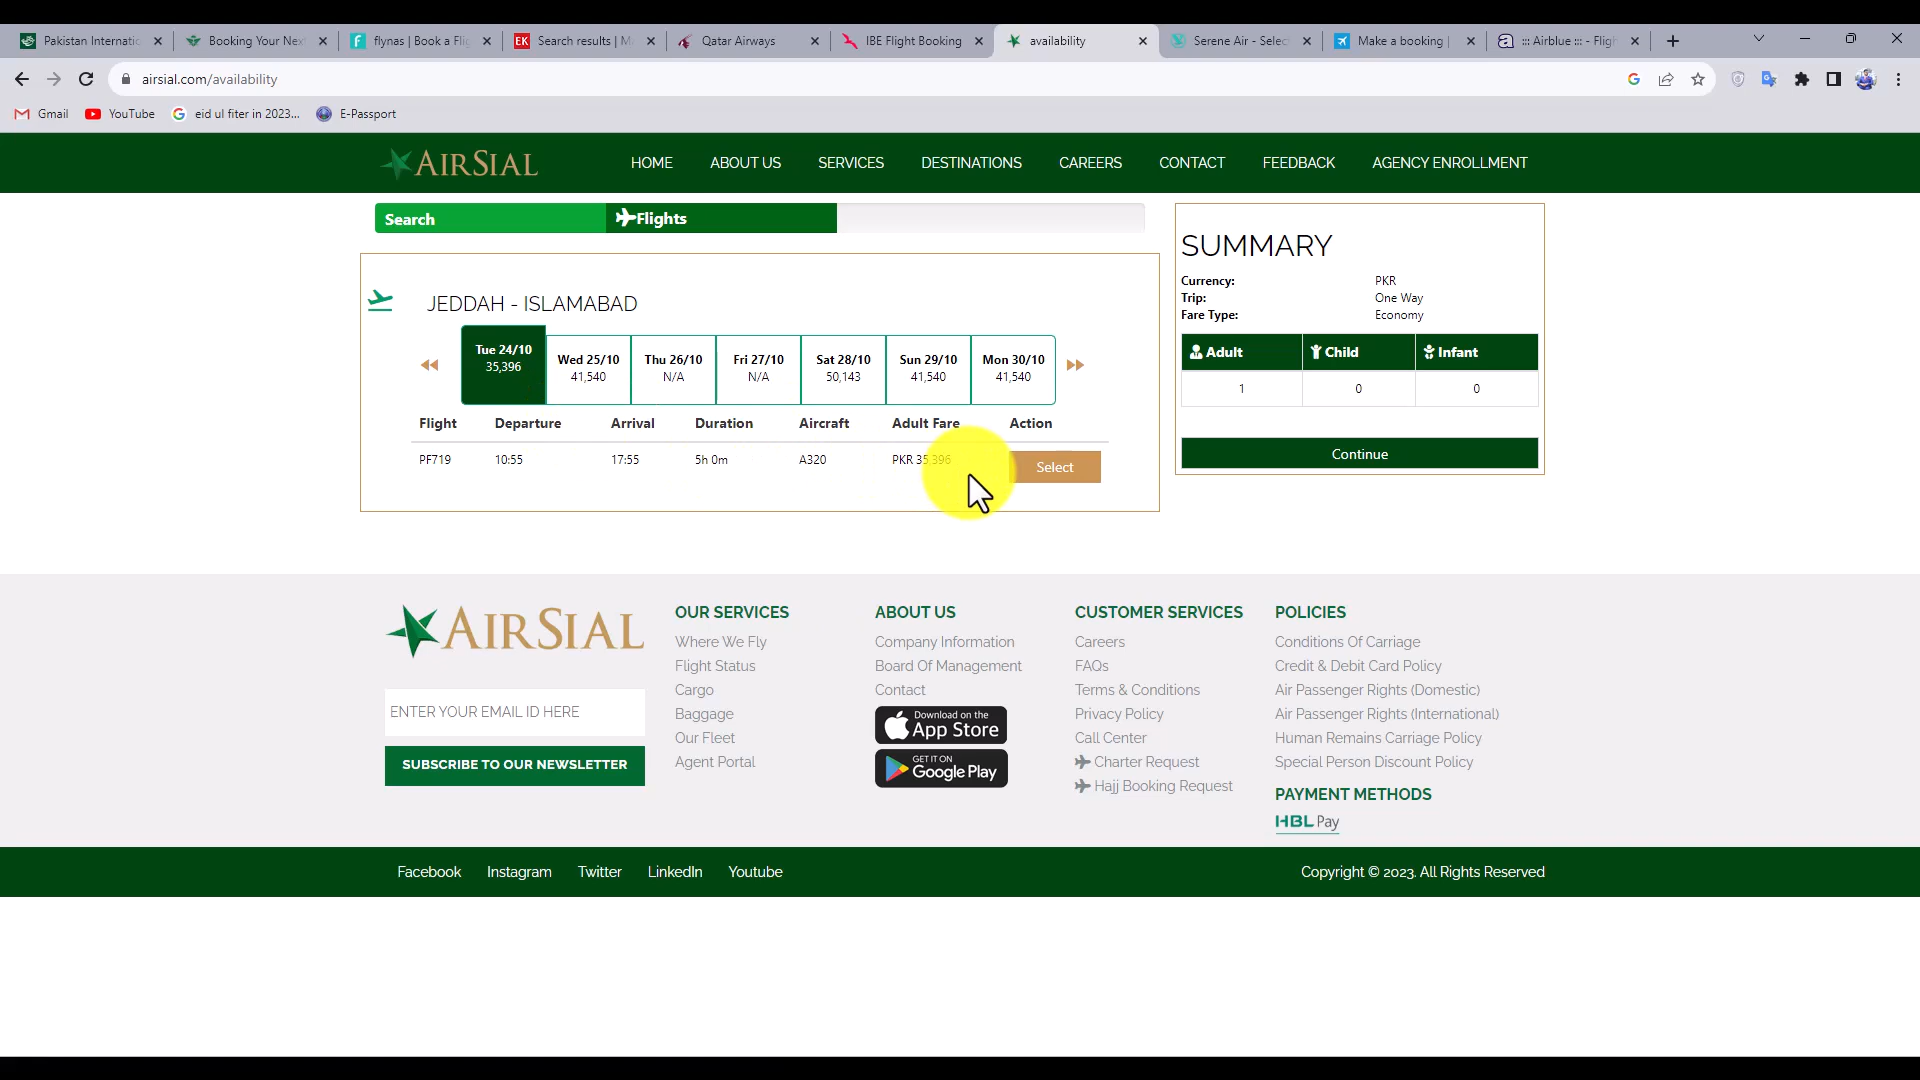 Pakistan Internatio
Booking Your Nex
flynas | Book a Flig
EK
Search results | M
Qatar Airways
IBE Flight Booking
availability
Serene Air - Selec
Make a booking |
::: Airblue ::: - Fligh
airsial.com/availability
Gmail
YouTube
eid ul fiter in 2023...
E-Passport
AIRSIAL
HOME
ABOUT US
SERVICES
DESTINATIONS
CAREERS
CONTACT
FEEDBACK
AGENCY ENROLLMENT
Search
Flights
JEDDAH - ISLAMABAD
Tue 24/10
35,396
Wed 25/10
41,540
Thu 26/10
N/A
Fri 27/10
N/A
Sat 28/10
50,143
Sun 29/10
41,540
Mon 30/10
41,540
Flight Departure Arrival Duration Aircraft Adult Fare Action
PF719 10:55 17:55 5h 0m A320 PKR 35,396 Select
SUMMARY
Currency: PKR
Trip: One Way
Fare Type: Economy
Adult Child Infant
1 0 0
Continue
AIRSIAL
ENTER YOUR EMAIL ID HERE
SUBSCRIBE TO OUR NEWSLETTER
OUR SERVICES
Where We Fly
Flight Status
Cargo
Baggage
Our Fleet
Agent Portal
ABOUT US
Company Information
Board Of Management
Contact
Download on the
App Store
GET IT ON
Google Play
CUSTOMER SERVICES
Careers
FAQs
Terms & Conditions
Privacy Policy
Call Center
Charter Request
Hajj Booking Request
POLICIES
Conditions Of Carriage
Credit & Debit Card Policy
Air Passenger Rights (Domestic)
Air Passenger Rights (International)
Human Remains Carriage Policy
Special Person Discount Policy
PAYMENT METHODS
HBL Pay
Facebook
Instagram
Twitter
LinkedIn
Youtube
Copyright © 2023. All Rights Reserved